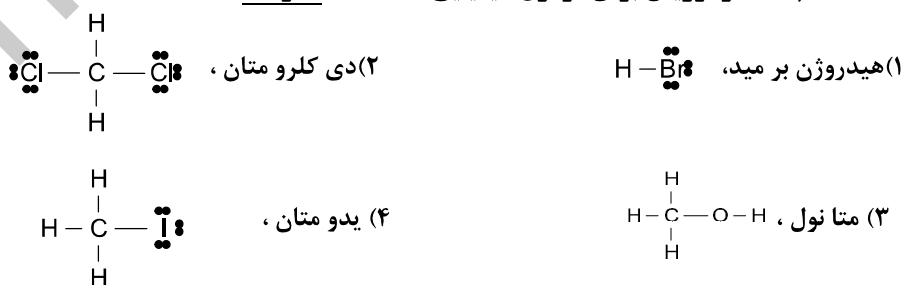 ۱)هیدروژن بر مید، H – Br
۲)دی کلرو متان ،
H
Cl — C — Cl
H
۳) متا نول ،
H
H – C — O – H
H
۴) یدو متان ،
H
H – C — I
H